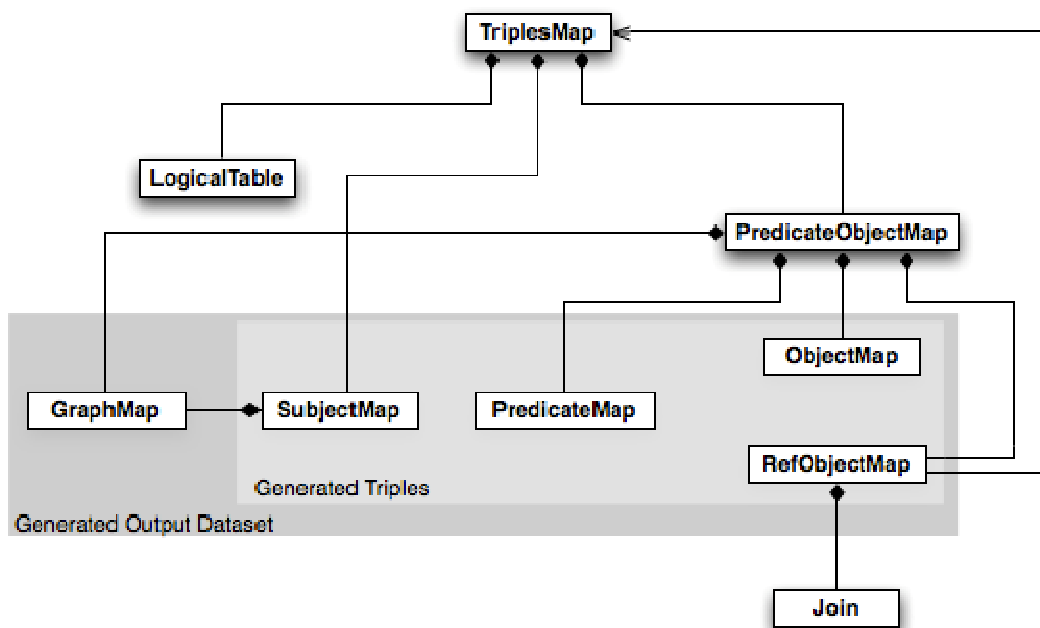 TriplesMap
LogicalTable
PredicateObjectMap
ObjectMap
GraphMap
SubjectMap
PredicateMap
RefObjectMap
Generated Triples
Generated Output Dataset
Join